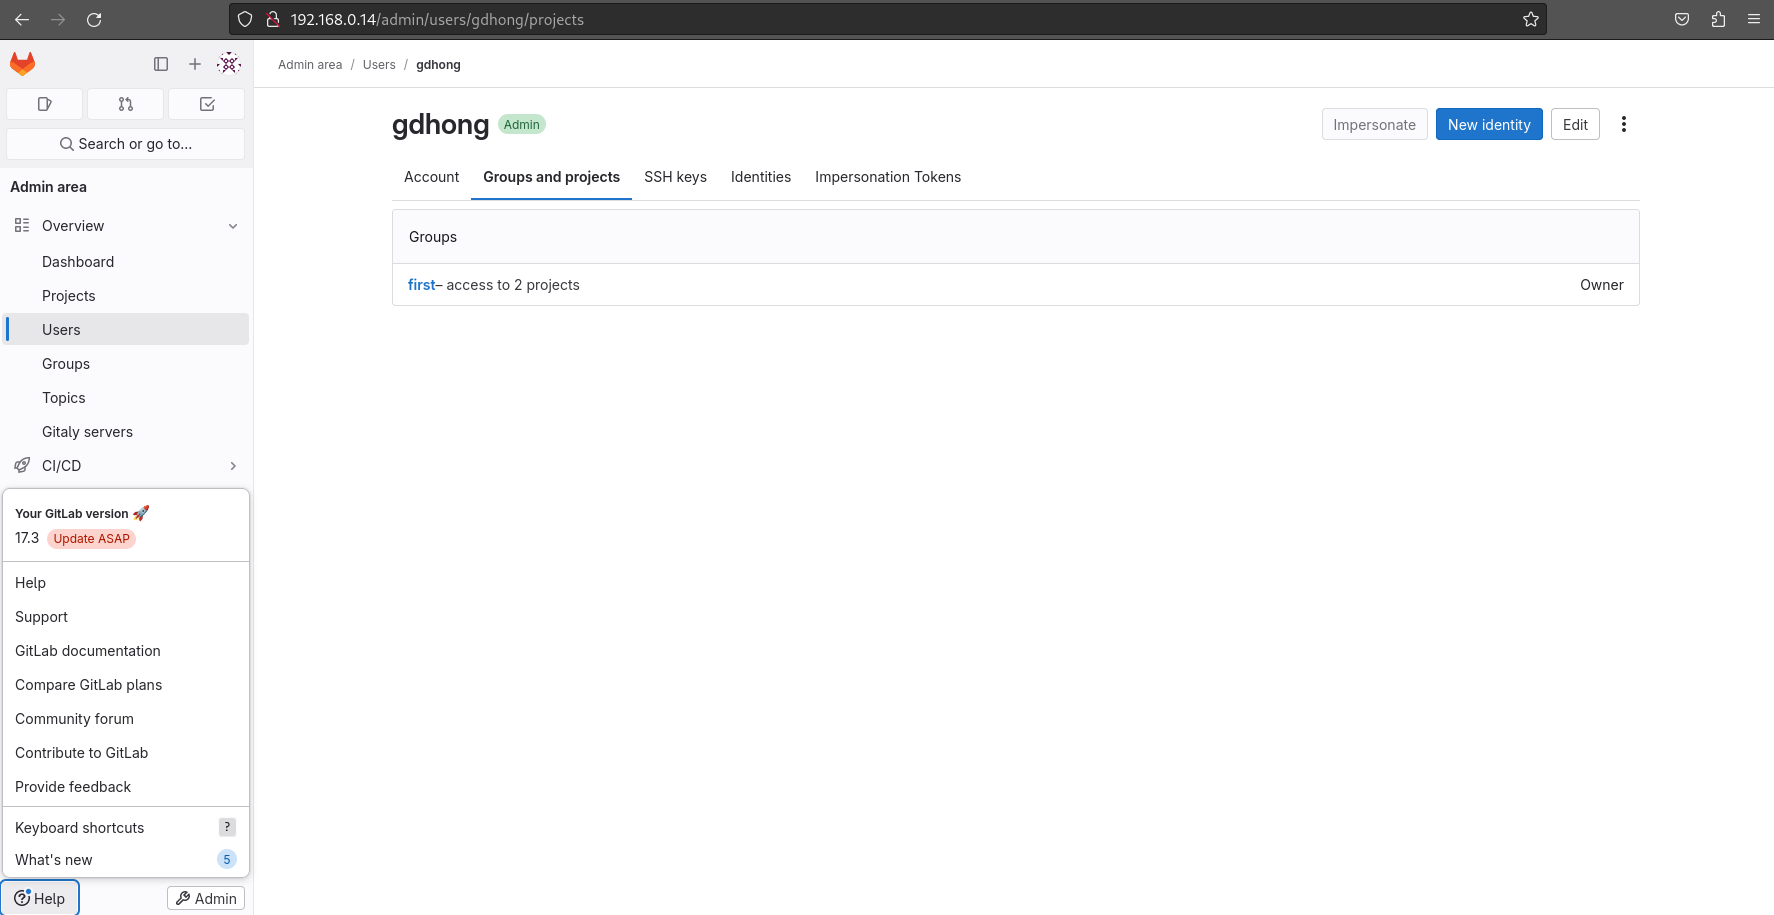 192.168.0.14/admin/users/gdhong/projects
Admin area / Users / gdhong
Search or go to...
Admin area
Overview
Dashboard
Projects
Users
Groups
Topics
Gitaly servers
CI/CD
Your GitLab version 🚀
17.3 Update ASAP
Help
Support
GitLab documentation
Compare GitLab plans
Community forum
Contribute to GitLab
Provide feedback
Keyboard shortcuts ?
What's new 5
Help Admin
gdhong Admin
Impersonate New identity Edit
Account Groups and projects SSH keys Identities Impersonation Tokens
Groups
first– access to 2 projects Owner